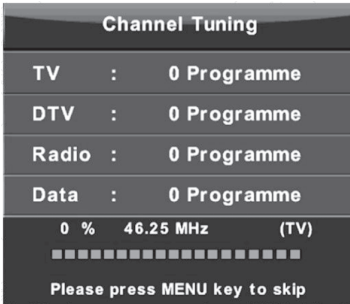 Channel Tuning
TV : 0 Programme
DTV : 0 Programme
Radio : 0 Programme
Data : 0 Programme
0 % 46.25 MHz (TV)
Please press MENU key to skip